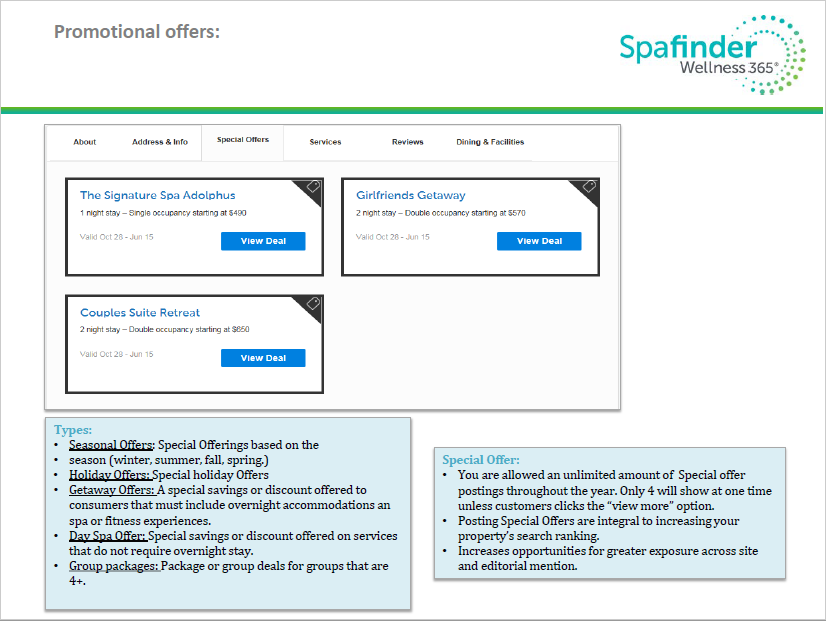 Promotional offers:
Spafinder
Wellness 365®
About Address & Info Special Offers Services Reviews Dining & Facilities
The Signature Spa Adolphus
1 night stay – Single occupancy starting at $490
Valid Oct 28 - Jun 15
View Deal
Girlfriends Getaway
2 night stay – Double occupancy starting at $570
Valid Oct 28 - Jun 15
View Deal
Couples Suite Retreat
2 night stay – Double occupancy starting at $650
Valid Oct 28 - Jun 15
View Deal
Types:
• Seasonal Offers: Special Offerings based on the
• season (winter, summer, fall, spring.)
• Holiday Offers: Special holiday Offers
• Getaway Offers: A special savings or discount offered to
consumers that must include overnight accommodations an
spa or fitness experiences.
• Day Spa Offer: Special savings or discount offered on services
that do not require overnight stay.
• Group packages: Package or group deals for groups that are
4+.
Special Offer:
• You are allowed an unlimited amount of Special offer
postings throughout the year. Only 4 will show at one time
unless customers clicks the “view more” option.
• Posting Special Offers are integral to increasing your
property’s search ranking.
• Increases opportunities for greater exposure across site
and editorial mention.